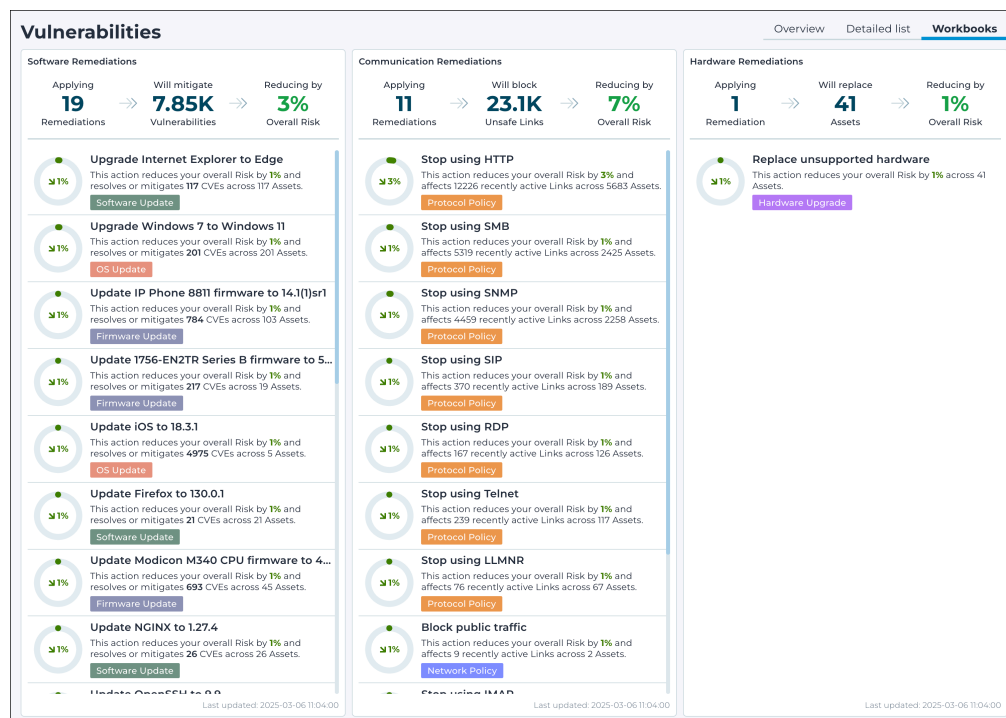 Vulnerabilities
Overview Detailed list Workbooks
Software Remediations
Applying Will mitigate Reducing by
19 7.85K 3%
Remediations Vulnerabilities Overall Risk
Upgrade Internet Explorer to Edge
1%
This action reduces your overall Risk by 1% and
resolves or mitigates 117 CVEs across 117 Assets.
Software Update
Upgrade Windows 7 to Windows 11
1%
This action reduces your overall Risk by 1% and
resolves or mitigates 201 CVEs across 201 Assets.
OS Update
Update IP Phone 8811 firmware to 14.1(1)sr1
1%
This action reduces your overall Risk by 1% and
resolves or mitigates 784 CVEs across 103 Assets.
Firmware Update
Update 1756-EN2TR Series B firmware to 5...
1%
This action reduces your overall Risk by 1% and
resolves or mitigates 217 CVEs across 19 Assets.
Firmware Update
Update iOS to 18.3.1
1%
This action reduces your overall Risk by 1% and
resolves or mitigates 4975 CVEs across 5 Assets.
OS Update
Update Firefox to 130.0.1
1%
This action reduces your overall Risk by 1% and
resolves or mitigates 21 CVEs across 21 Assets.
Software Update
Update Modicon M340 CPU firmware to 4...
1%
This action reduces your overall Risk by 1% and
resolves or mitigates 693 CVEs across 45 Assets.
Firmware Update
Update NGINX to 1.27.4
1%
This action reduces your overall Risk by 1% and
resolves or mitigates 26 CVEs across 26 Assets.
Software Update
Update OpenSSH to 9.9
Last updated: 2025-03-06 11:04:00
Communication Remediations
Applying Will block Reducing by
11 23.1K 7%
Remediations Unsafe Links Overall Risk
Stop using HTTP
3%
This action reduces your overall Risk by 3% and
affects 12226 recently active Links across 5683 Assets.
Protocol Policy
Stop using SMB
1%
This action reduces your overall Risk by 1% and
affects 5319 recently active Links across 2425 Assets.
Protocol Policy
Stop using SNMP
1%
This action reduces your overall Risk by 1% and
affects 4459 recently active Links across 2258 Assets.
Protocol Policy
Stop using SIP
1%
This action reduces your overall Risk by 1% and
affects 370 recently active Links across 189 Assets.
Protocol Policy
Stop using RDP
1%
This action reduces your overall Risk by 1% and
affects 167 recently active Links across 126 Assets.
Protocol Policy
Stop using Telnet
1%
This action reduces your overall Risk by 1% and
affects 239 recently active Links across 117 Assets.
Protocol Policy
Stop using LLMNR
1%
This action reduces your overall Risk by 1% and
affects 76 recently active Links across 67 Assets.
Protocol Policy
Block public traffic
1%
This action reduces your overall Risk by 1% and
affects 9 recently active Links across 2 Assets.
Network Policy
Stop using IMAP
Last updated: 2025-03-06 11:04:00
Hardware Remediations
Applying Will replace Reducing by
1 41 1%
Remediation Assets Overall Risk
Replace unsupported hardware
1%
This action reduces your overall Risk by 1% across 41
Assets.
Hardware Upgrade
Last updated: 2025-03-06 11:04:00